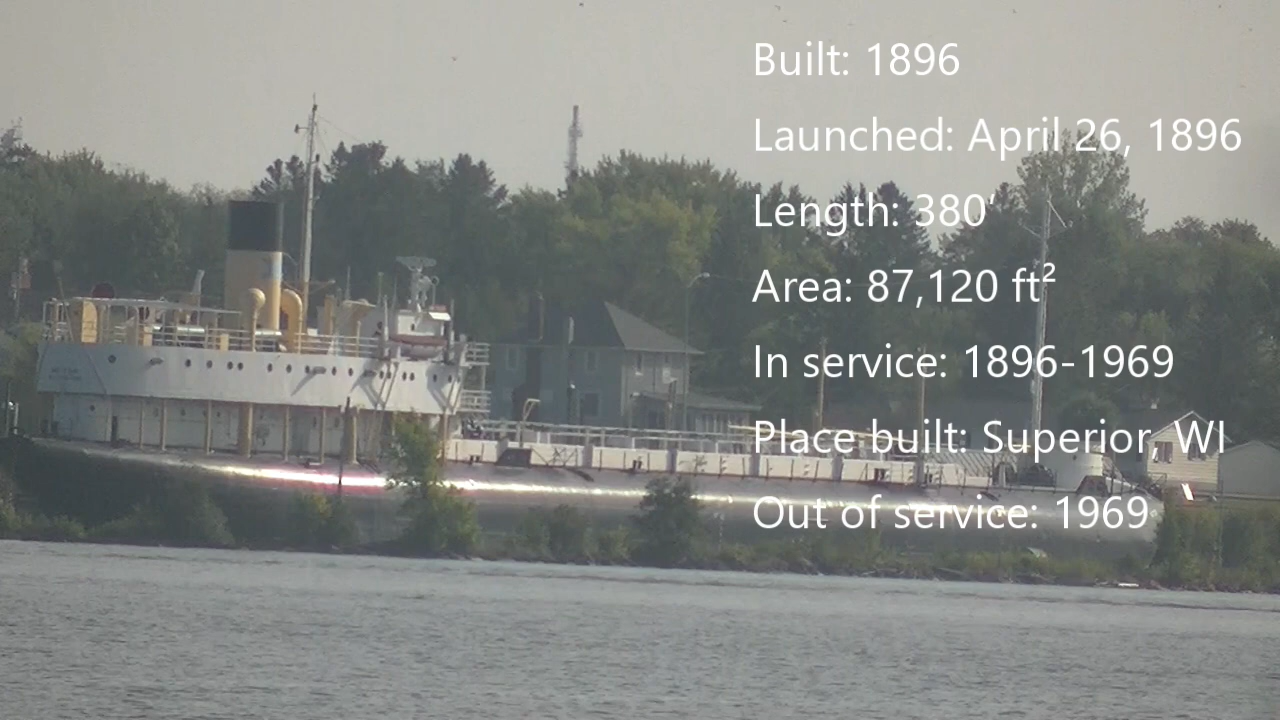 Built: 1896
Launched: April 26, 1896
Length: 380'
Area: 87,120 ft²
In service: 1896-1969
Place built: Superior, WI
Out of service: 1969